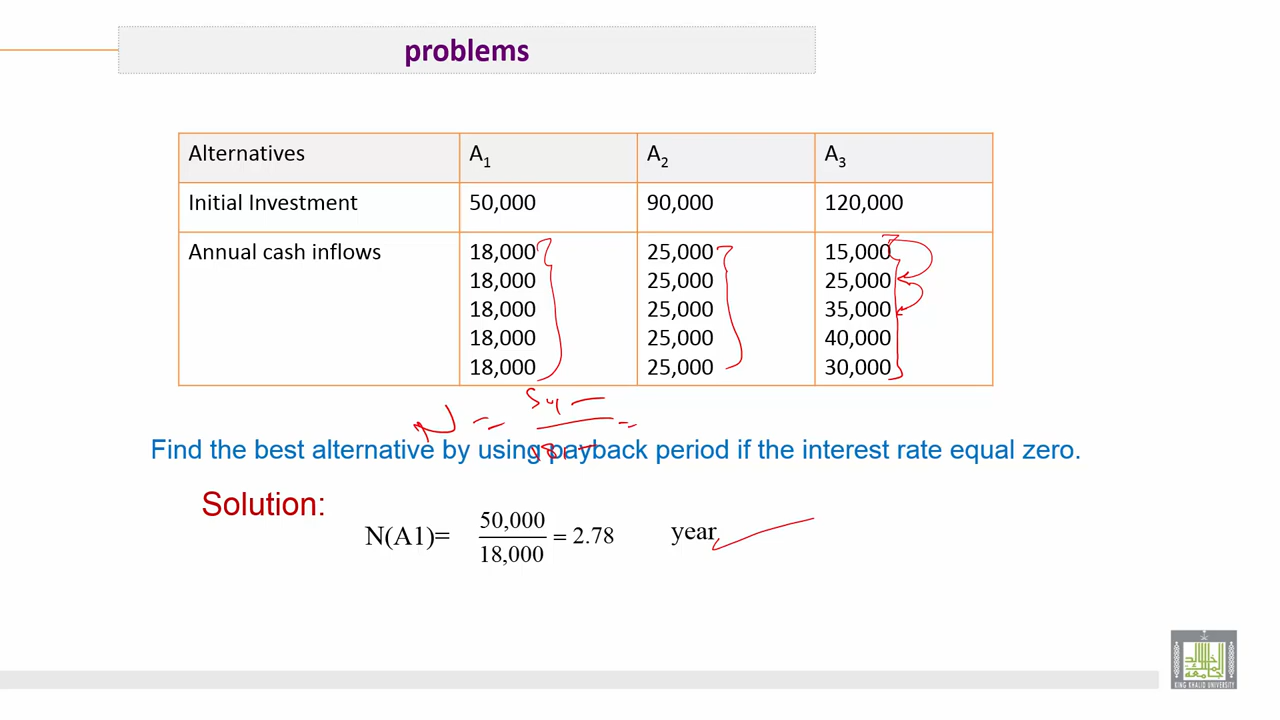 problems
Alternatives A1 A2 A3
Initial Investment 50,000 90,000 120,000
Annual cash inflows 18,000 25,000 15,000
18,000 25,000 25,000
18,000 25,000 35,000
18,000 25,000 40,000
18,000 25,000 30,000
N =
Find the best alternative by using payback period if the interest rate equal zero.
Solution:
N(A1)= 50,000 / 18,000 = 2.78 year
KING KHALID UNIVERSITY